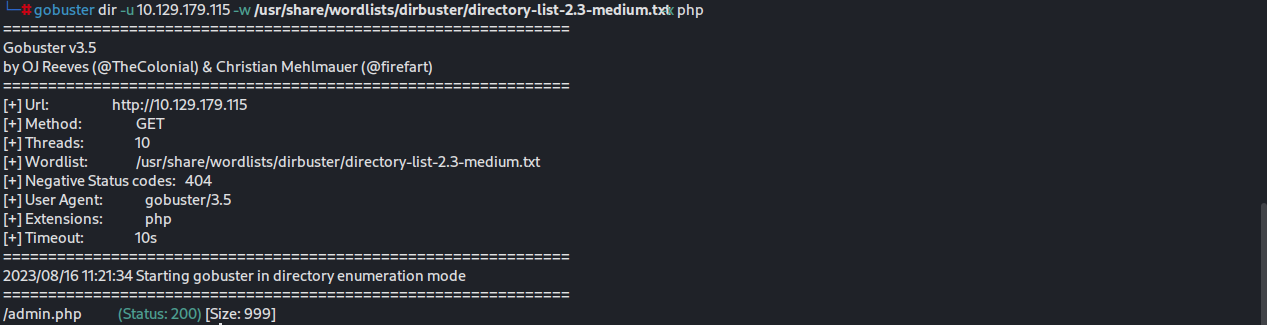 └─# gobuster dir -u 10.129.179.115 -w /usr/share/wordlists/dirbuster/directory-list-2.3-medium.txt php
===============================================================
Gobuster v3.5
by OJ Reeves (@TheColonial) & Christian Mehlmauer (@firefart)
===============================================================
[+] Url: http://10.129.179.115
[+] Method: GET
[+] Threads: 10
[+] Wordlist: /usr/share/wordlists/dirbuster/directory-list-2.3-medium.txt
[+] Negative Status codes: 404
[+] User Agent: gobuster/3.5
[+] Extensions: php
[+] Timeout: 10s
===============================================================
2023/08/16 11:21:34 Starting gobuster in directory enumeration mode
===============================================================
/admin.php (Status: 200) [Size: 999]